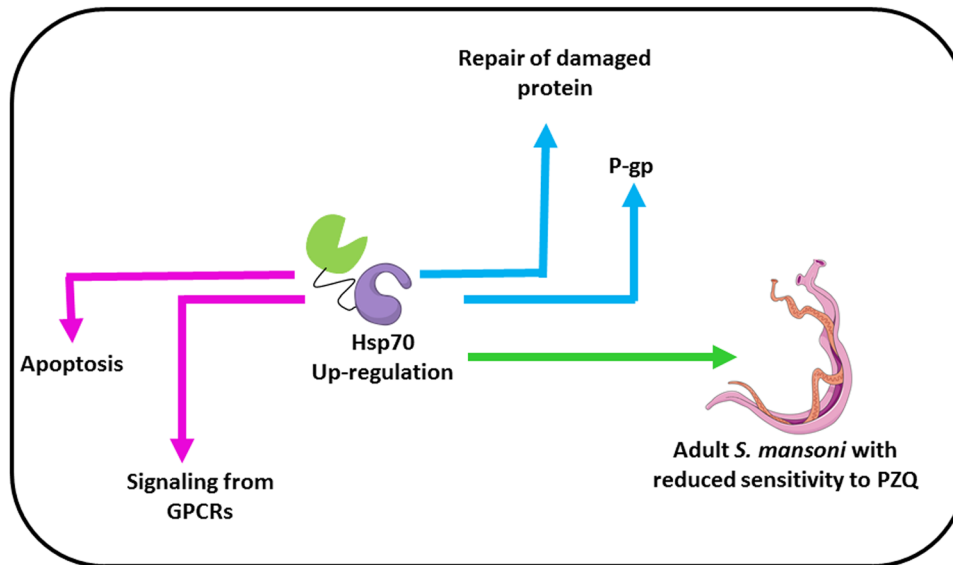 Repair of damaged
protein
P-gp
Apoptosis
Hsp70
Up-regulation
Signaling from
GPCRs
Adult S. mansoni with
reduced sensitivity to PZQ